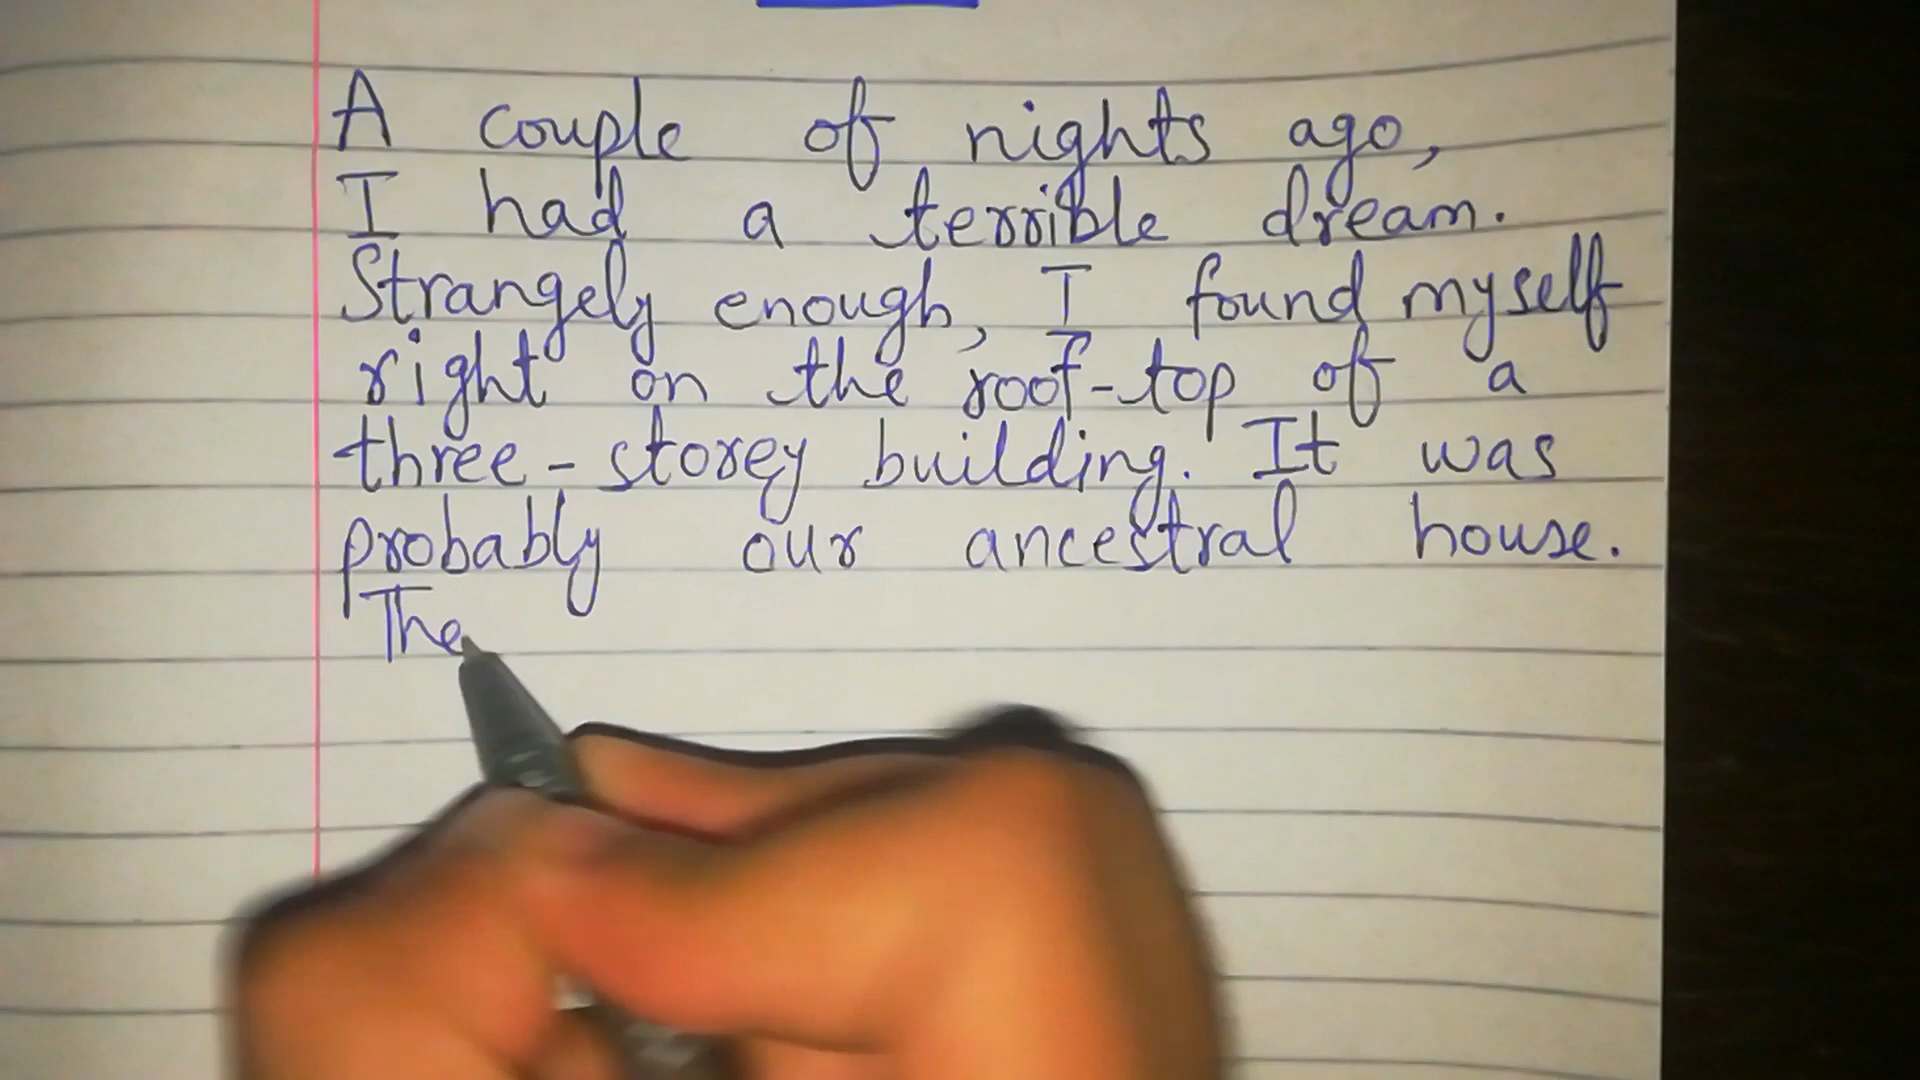 A couple of nights ago,
I had a terrible dream.
Strangely enough, I found myself
right on the roof-top of a
three-storey building. It was
probably our ancestral house.
The